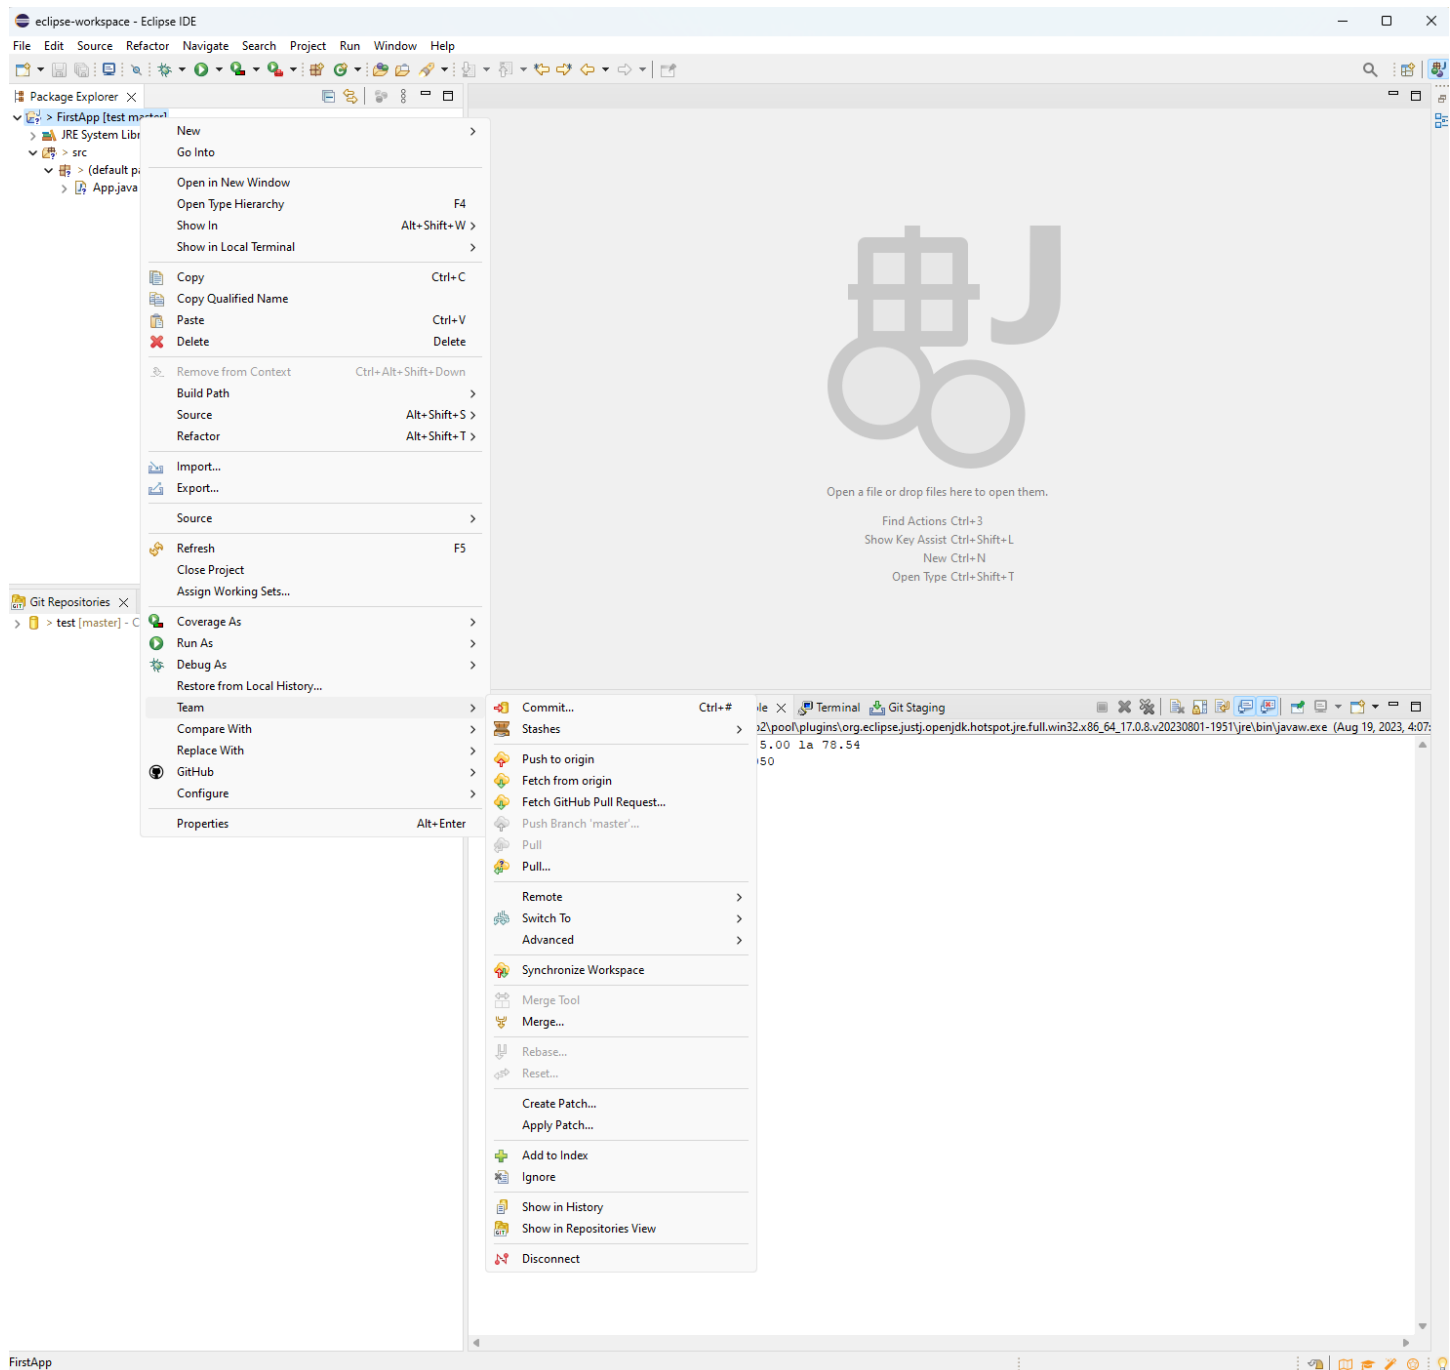 eclipse-workspace - Eclipse IDE
File Edit Source Refactor Navigate Search Project Run Window Help
Package Explorer
> FirstApp [test master]
JRE System Libr
> src
> (default pa
App.java
New
Go Into
Open in New Window
Open Type Hierarchy F4
Show In Alt+Shift+W
Show in Local Terminal
Copy Ctrl+C
Copy Qualified Name
Paste Ctrl+V
Delete Delete
Remove from Context Ctrl+Alt+Shift+Down
Build Path
Source Alt+Shift+S
Refactor Alt+Shift+T
Import...
Export...
Source
Refresh F5
Close Project
Assign Working Sets...
Coverage As
Run As
Debug As
Restore from Local History...
Team
Compare With
Replace With
GitHub
Configure
Properties Alt+Enter
Git Repositories
> test [master] - C
Commit... Ctrl+#
Stashes
Push to origin
Fetch from origin
Fetch GitHub Pull Request...
Push Branch 'master'...
Pull
Pull...
Remote
Switch To
Advanced
Synchronize Workspace
Merge Tool
Merge...
Rebase...
Reset...
Create Patch...
Apply Patch...
Add to Index
Ignore
Show in History
Show in Repositories View
Disconnect
Open a file or drop files here to open them.
Find Actions Ctrl+3
Show Key Assist Ctrl+Shift+L
New Ctrl+N
Open Type Ctrl+Shift+T
le Terminal Git Staging
p2\pool\plugins\org.eclipse.justj.openjdk.hotspot.jre.full.win32.x86_64_17.0.8.v20230801-1951\jre\bin\javaw.exe (Aug 19, 2023, 4:07:
5.00 la 78.54
50
FirstApp